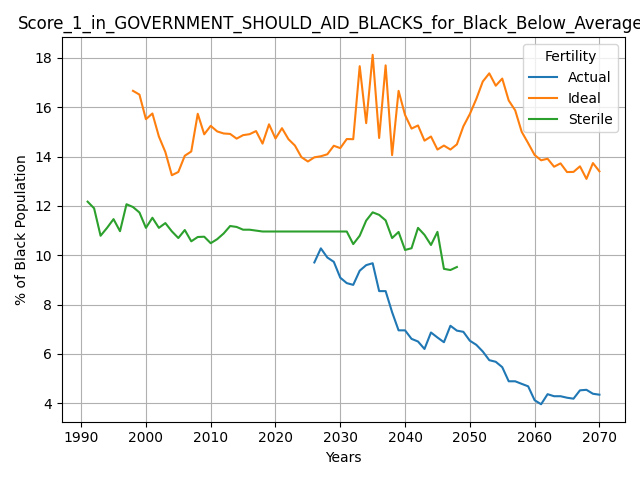 Score_1_in_GOVERNMENT_SHOULD_AID_BLACKS_for_Black_Below_Average
Fertility
Actual
Ideal
Sterile
% of Black Population
18
16
14
12
10
8
6
4
1990 2000 2010 2020 2030 2040 2050 2060 2070
Years